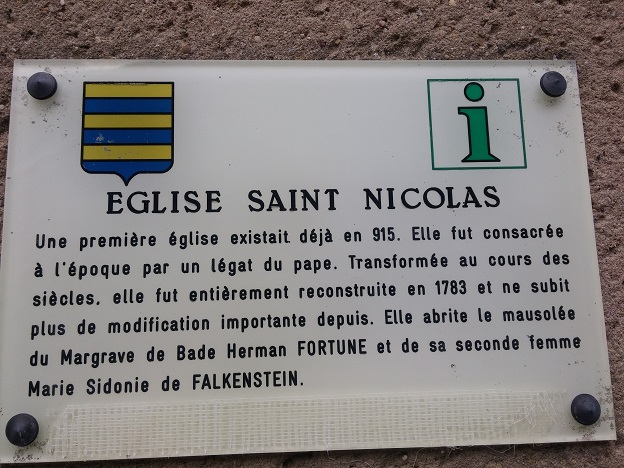 i
EGLISE SAINT NICOLAS
Une première église existait déjà en 915. Elle fut consacrée
à l'époque par un légat du pape. Transformée au cours des
siècles, elle fut entièrement reconstruite en 1783 et ne subit
plus de modification importante depuis. Elle abrite le mausolée
du Margrave de Bade Herman FORTUNE et de sa seconde femme
Marie Sidonie de FALKENSTEIN.